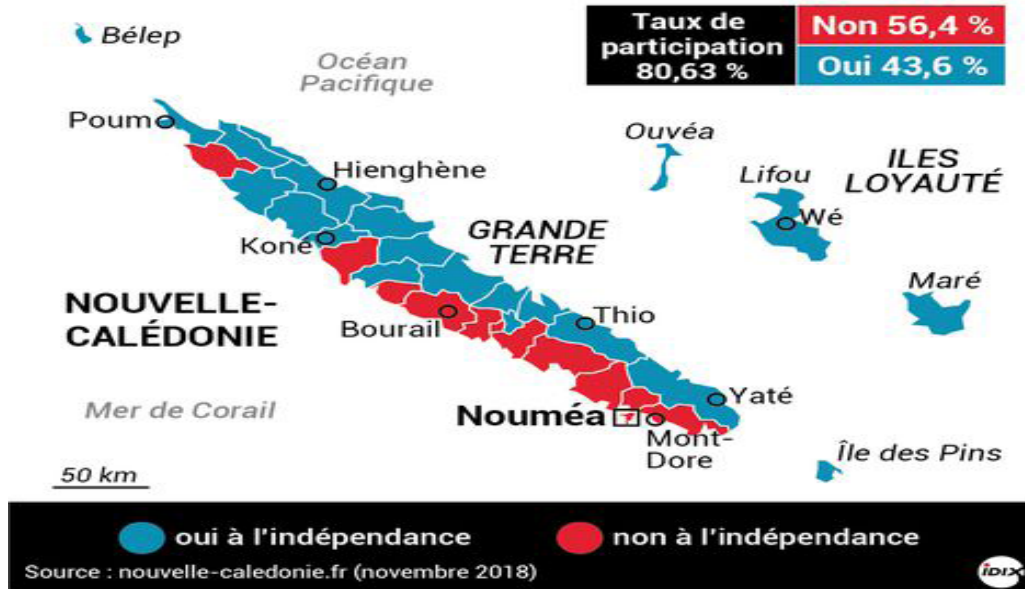 Bélep
Océan
Pacifique
Taux de
participation
80,63 %
Non 56,4 %
Oui 43,6 %
Poum
Hienghène
Ouvéa
Lifou
ILES
LOYAUTÉ
Wé
Koné
GRANDE
TERRE
Maré
NOUVELLE-
CALÉDONIE
Bourail
Thio
Mer de Corail
Nouméa
Yaté
Mont-
Dore
Île des Pins
50 km
oui à l'indépendance
non à l'indépendance
Source : nouvelle-caledonie.fr (novembre 2018)
iDIX